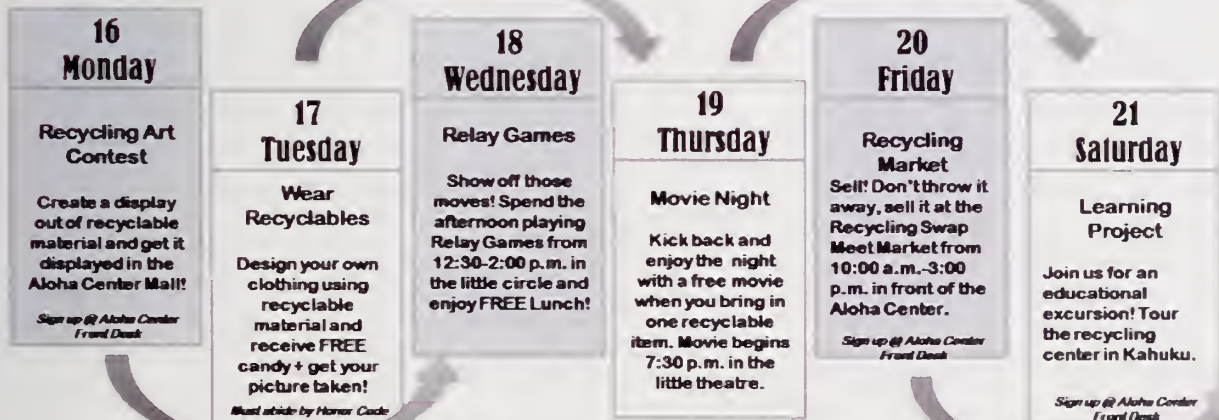 16
Monday
Recycling Art
Contest
Create a display
out of recyclable
material and get it
displayed in the
Aloha Center Mall!
Sign up @ Aloha Center
Front Desk
17
Tuesday
Wear
Recyclables
Design your own
clothing using
recyclable
material and
receive FREE
candy + get your
picture taken!
Must abide by Honor Code
18
Wednesday
Relay Games
Show off those
moves! Spend the
afternoon playing
Relay Games from
12:30-2:00 p.m. in
the little circle and
enjoy FREE Lunch!
19
Thursday
Movie Night
Kick back and
enjoy the night
with a free movie
when you bring in
one recyclable
item. Movie begins
7:30 p.m. in the
little theatre.
20
Friday
Recycling
Market
Sell! Don't throw it
away, sell it at the
Recycling Swap
Meet Market from
10:00 a.m.-3:00
p.m. in front of the
Aloha Center.
Sign up @ Aloha Center
Front Desk
21
Saturday
Learning
Project
Join us for an
educational
excursion! Tour
the recycling
center in Kahuku.
Sign up @ Aloha Center
Front Desk